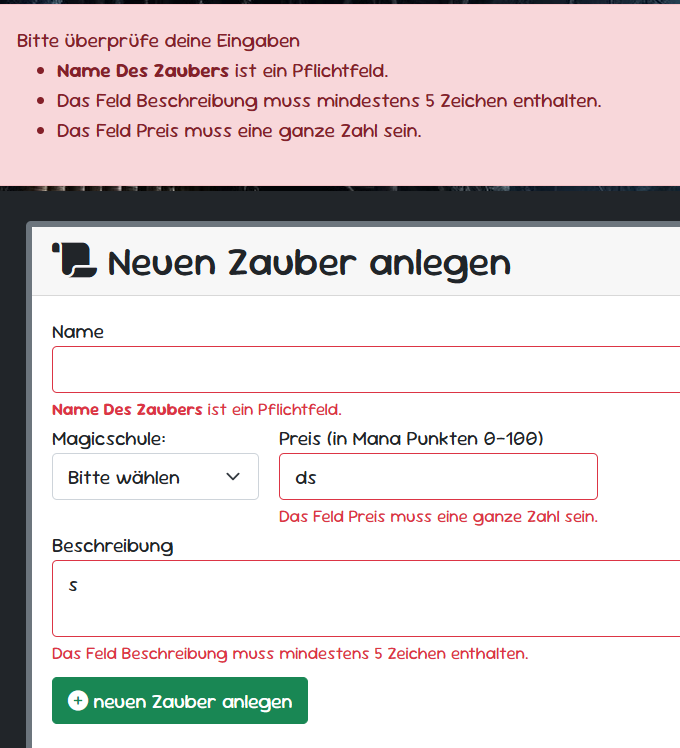 Bitte überprüfe deine Eingaben
Name Des Zaubers ist ein Pflichtfeld.
Das Feld Beschreibung muss mindestens 5 Zeichen enthalten.
Das Feld Preis muss eine ganze Zahl sein.
Neuen Zauber anlegen
Name
Name Des Zaubers ist ein Pflichtfeld.
Magicschule: Preis (in Mana Punkten 0-100)
Bitte wählen ds
Das Feld Preis muss eine ganze Zahl sein.
Beschreibung
s
Das Feld Beschreibung muss mindestens 5 Zeichen enthalten.
neuen Zauber anlegen